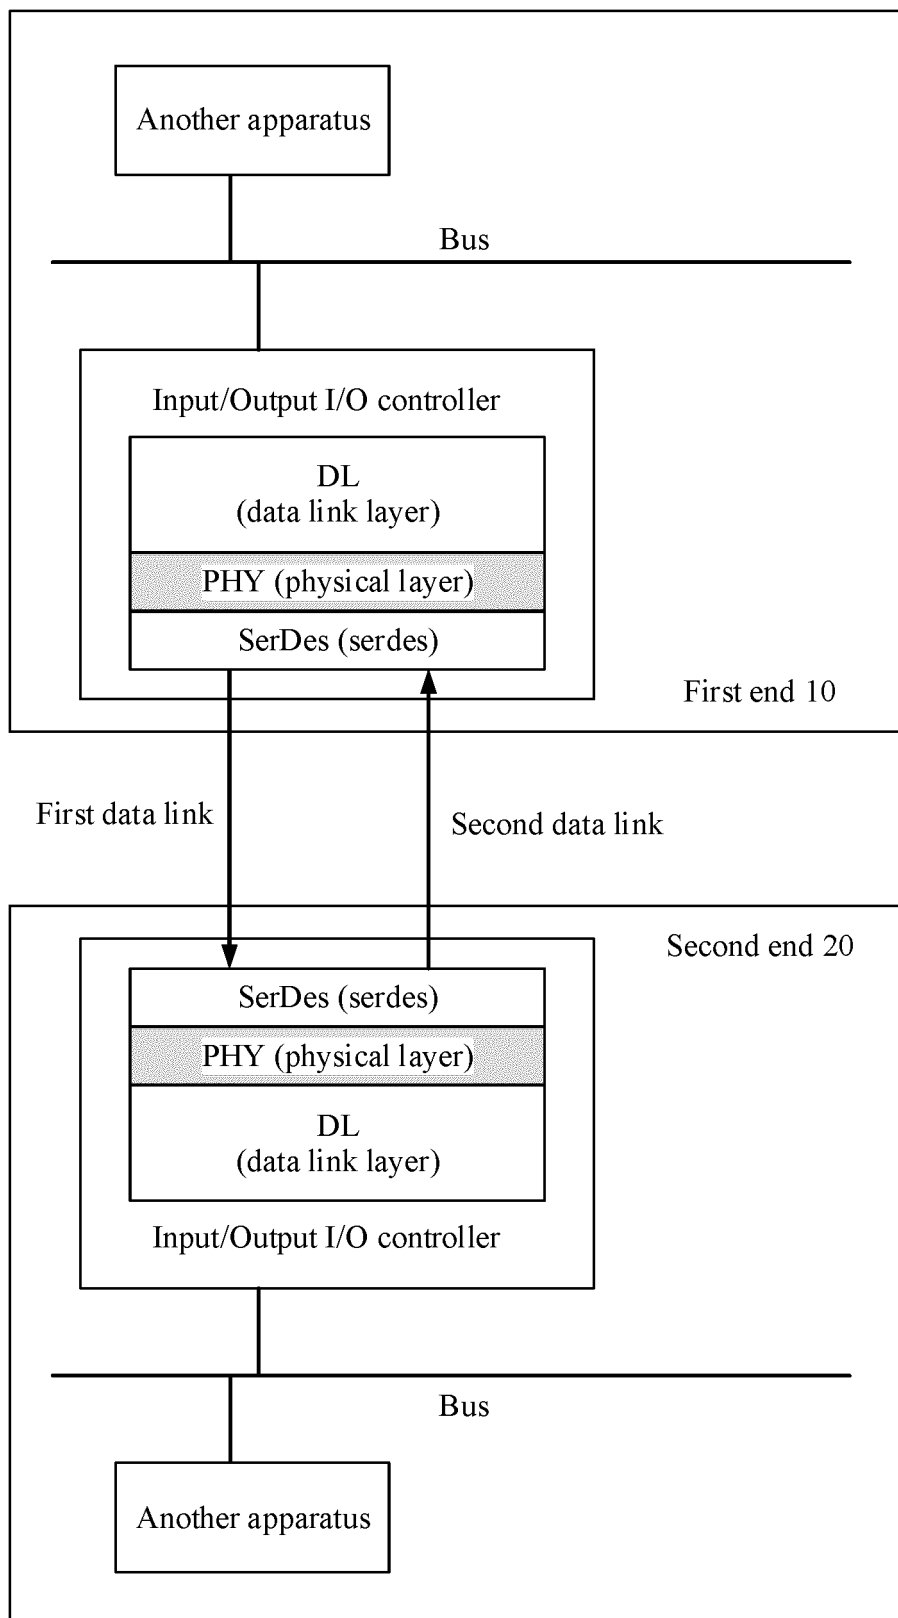 Another apparatus
Bus
Input/Output I/O controller
DL
(data link layer)
PHY (physical layer)
SerDes (serdes)
First end 10
First data link
Second data link
Second end 20
SerDes (serdes)
PHY (physical layer)
DL
(data link layer)
Input/Output I/O controller
Bus
Another apparatus